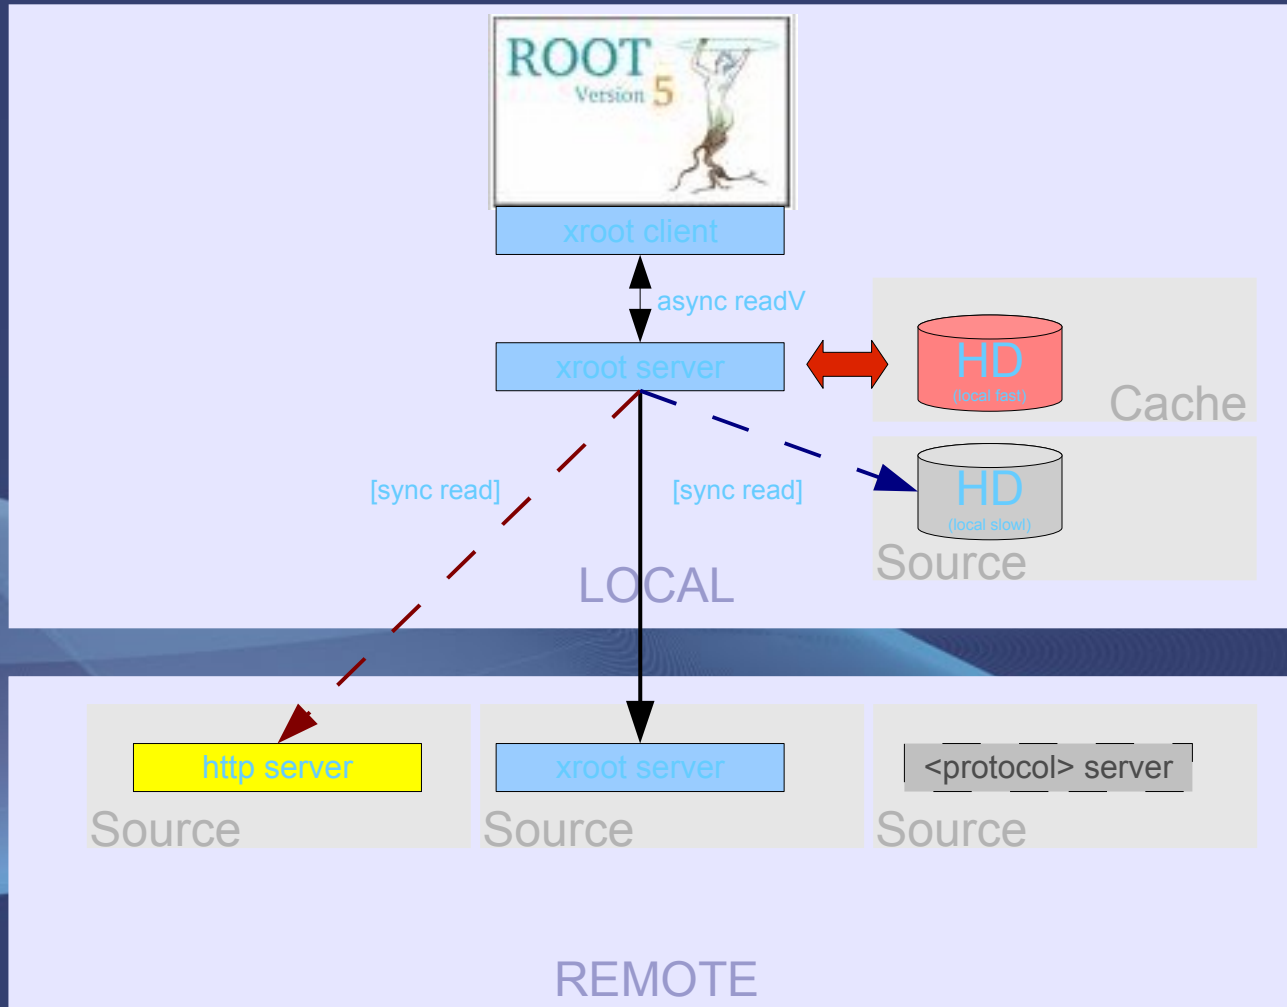 ROOT
Version 5
xroot client
async readV
xroot server
HD
(local fast)
Cache
[sync read]
[sync read]
HD
(local slowl)
Source
LOCAL
http server
xroot server
<protocol> server
Source
Source
Source
REMOTE